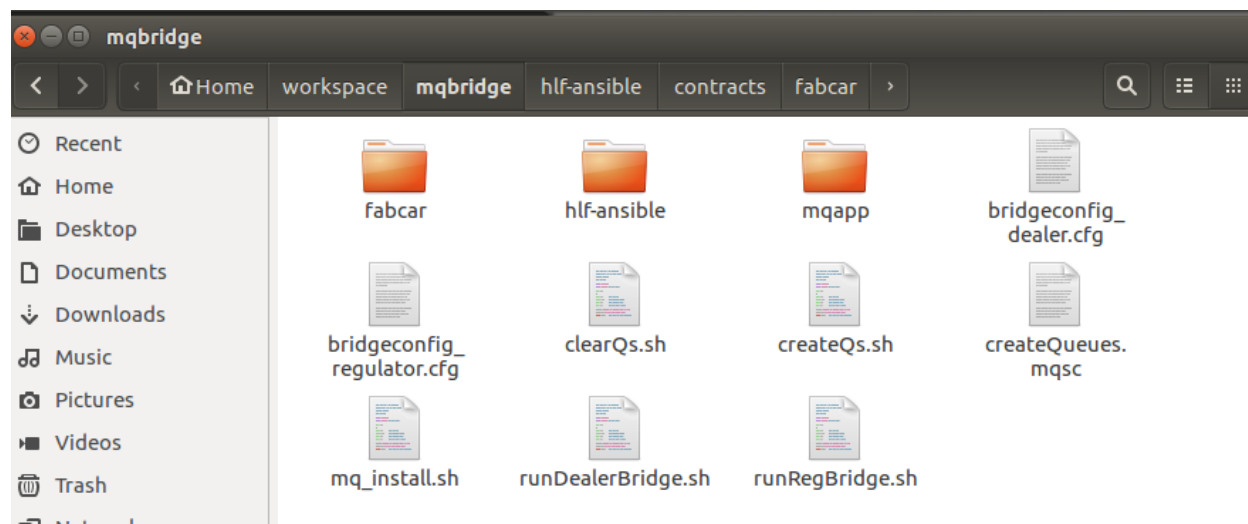 mqbridge
Home workspace mqbridge hlf-ansible contracts fabcar
Recent
Home
Desktop
Documents
Downloads
Music
Pictures
Videos
Trash
fabcar hlf-ansible mqapp bridgeconfig_
dealer.cfg
bridgeconfig_ clearQs.sh createQs.sh createQueues.
regulator.cfg mqsc
mq_install.sh runDealerBridge.sh runRegBridge.sh